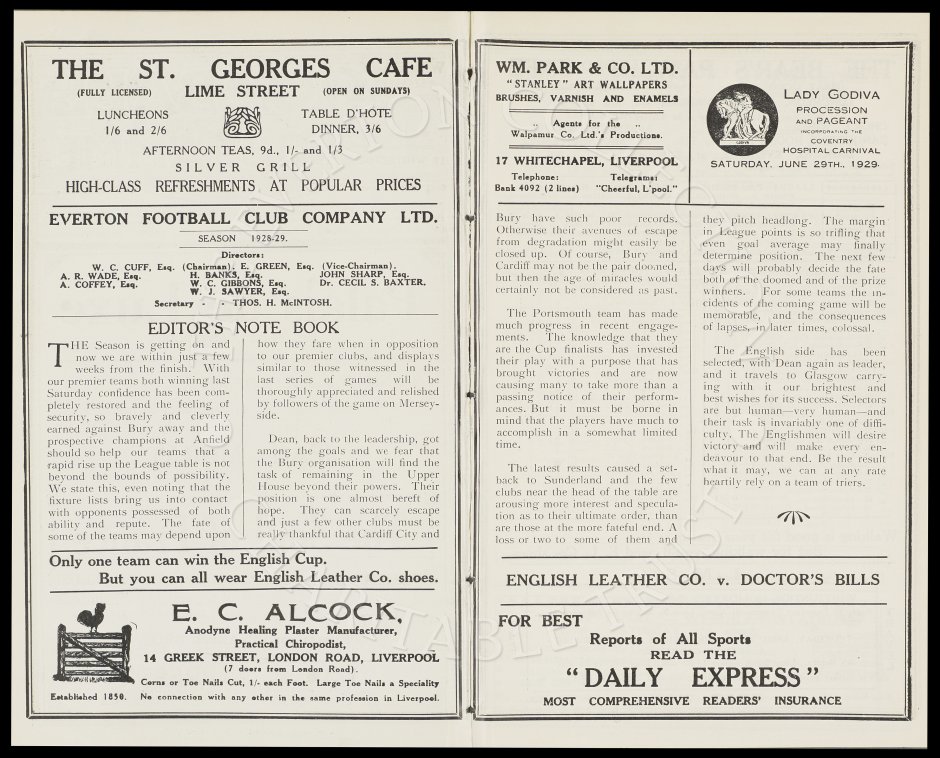 THE ST. GEORGES CAFE
(FULLY LICENSED) LIME STREET (OPEN ON SUNDAYS)
LUNCHEONS
1/6 and 2/6
TABLE D'HOTE
DINNER, 3/6
AFTERNOON TEAS, 9d., 1/- and 1/3
SILVER GRILL
HIGH-CLASS REFRESHMENTS AT POPULAR PRICES
EVERTON FOOTBALL CLUB COMPANY LTD.
SEASON 1928-29.
Directors:
W. C. CUFF, Esq. (Chairman). E. GREEN, Esq. (Vice-Chairman).
A. R. WADE, Esq. H. BANKS, Esq. JOHN SHARP, Esq.
A. COFFEY, Esq. W. C. GIBBONS, Esq. Dr. CECIL S. BAXTER.
W. J. SAWYER, Esq.
Secretary - - THOS. H. McINTOSH.
EDITOR'S NOTE BOOK
THE Season is getting on and
now we are within just a few
weeks from the finish. With
our premier teams both winning last
Saturday confidence has been com-
pletely restored and the feeling of
security, so bravely and cleverly
earned against Bury away and the
prospective champions at Anfield
should so help our teams that a
rapid rise up the League table is not
beyond the bounds of possibility.
We state this, even noting that the
fixture lists bring us into contact
with opponents possessed of both
ability and repute. The fate of
some of the teams may depend upon
how they fare when in opposition
to our premier clubs, and displays
similar to those witnessed in the
last series of games will be
thoroughly appreciated and relished
by followers of the game on Mersey-
side.
Dean, back to the leadership, got
among the goals and we fear that
the Bury organisation will find the
task of remaining in the Upper
House beyond their powers. Their
position is one almost bereft of
hope. They can scarcely escape
and just a few other clubs must be
really thankful that Cardiff City and
Only one team can win the English Cup.
But you can all wear English Leather Co. shoes.
E. C. ALCOCK,
Anodyne Healing Plaster Manufacturer,
Practical Chiropodist,
14 GREEK STREET, LONDON ROAD, LIVERPOOL
(7 doors from London Road).
Corns or Toe Nails Cut, 1/- each Foot. Large Toe Nails a Speciality
Established 1850. No connection with any other in the same profession in Liverpool.
WM. PARK & CO. LTD.
"STANLEY" ART WALLPAPERS
BRUSHES, VARNISH AND ENAMELS
.. Agents for the ..
Walpamur Co. Ltd.'s Productions.
17 WHITECHAPEL, LIVERPOOL
Telephone: Telegrams:
Bank 4092 (2 lines) "Cheerful, L'pool."
GODIVA
LADY GODIVA
PROCESSION
AND PAGEANT
INCORPORATING THE
COVENTRY
HOSPITAL CARNIVAL
SATURDAY, JUNE 29TH., 1929.
Bury have such poor records.
Otherwise their avenues of escape
from degradation might easily be
closed up. Of course, Bury and
Cardiff may not be the pair doomed,
but then the age of miracles would
certainly not be considered as past.
The Portsmouth team has made
much progress in recent engage-
ments. The knowledge that they
are the Cup finalists has invested
their play with a purpose that has
brought victories and are now
causing many to take more than a
passing notice of their perform-
ances. But it must be borne in
mind that the players have much to
accomplish in a somewhat limited
time.
The latest results caused a set-
back to Sunderland and the few
clubs near the head of the table are
arousing more interest and specula-
tion as to their ultimate order, than
are those at the more fateful end. A
loss or two to some of them and
they pitch headlong. The margin
in League points is so trifling that
even goal average may finally
determine position. The next few
days will probably decide the fate
both of the doomed and of the prize
winners. For some teams the in-
cidents of the coming game will be
memorable, and the consequences
of lapses, in later times, colossal.
The English side has been
selected, with Dean again as leader,
and it travels to Glasgow carry-
ing with it our brightest and
best wishes for its success. Selectors
are but human—very human—and
their task is invariably one of diffi-
culty. The Englishmen will desire
victory and will make every en-
deavour to that end. Be the result
what it may, we can at any rate
heartily rely on a team of triers.
ENGLISH LEATHER CO. v. DOCTOR'S BILLS
FOR BEST
Reports of All Sports
READ THE
"DAILY EXPRESS"
MOST COMPREHENSIVE READERS' INSURANCE